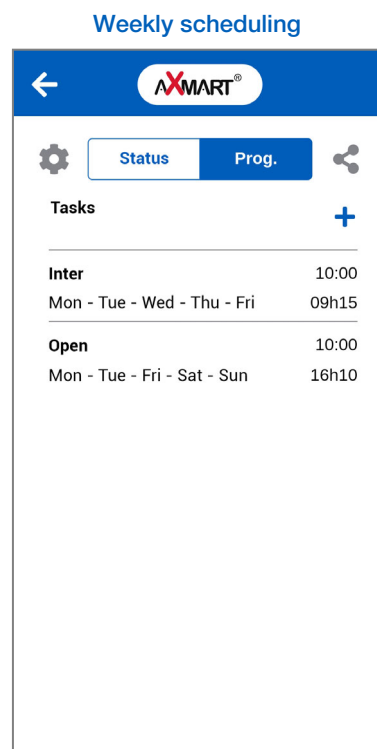 Weekly scheduling
AXMART®
Status Prog.
Tasks
Inter 10:00
Mon - Tue - Wed - Thu - Fri 09h15
Open 10:00
Mon - Tue - Fri - Sat - Sun 16h10